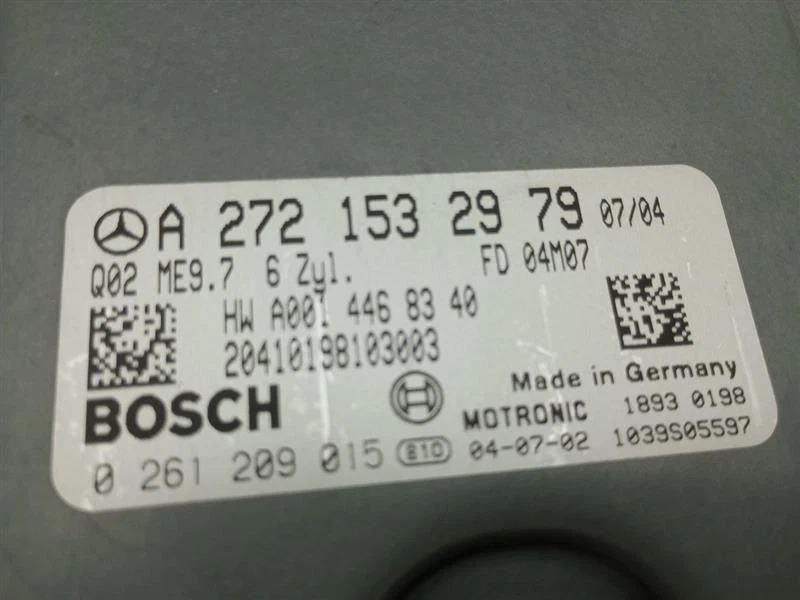 A 272 153 29 79 07/04
Q02 ME9.7 6 Zyl. FD 04M07
HW A001 446 83 40
20410198103003
Made in Germany
BOSCH MOTRONIC 1893 0198
0 261 209 015 810 04-07-02 1039S05597